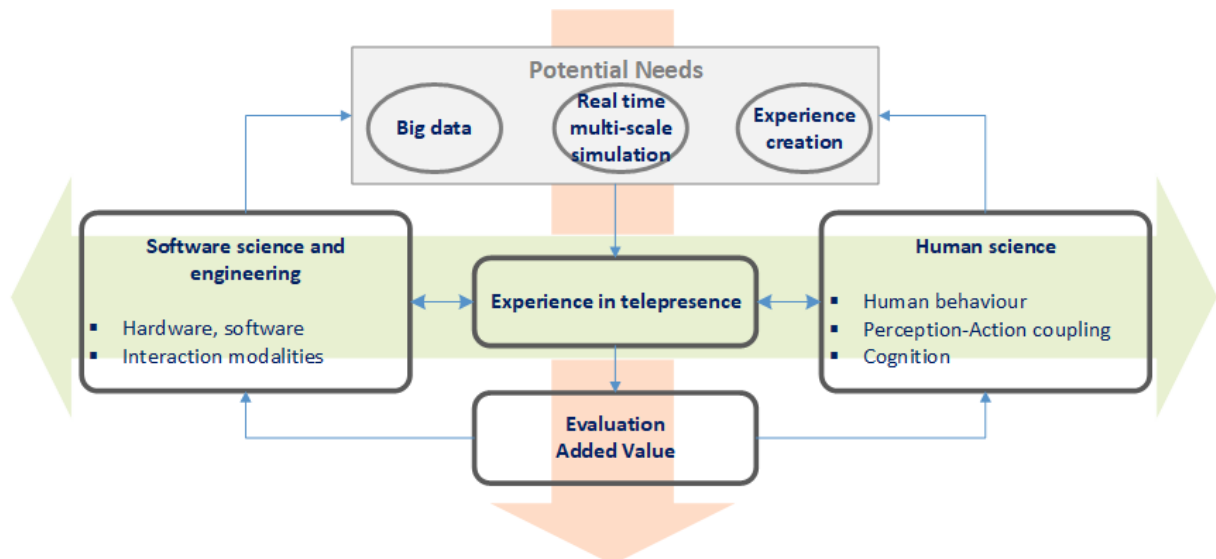 Potential Needs
Big data
Real time
multi-scale
simulation
Experience
creation
Software science and
engineering
▪ Hardware, software
▪ Interaction modalities
Experience in telepresence
Human science
▪ Human behaviour
▪ Perception-Action coupling
▪ Cognition
Evaluation
Added Value